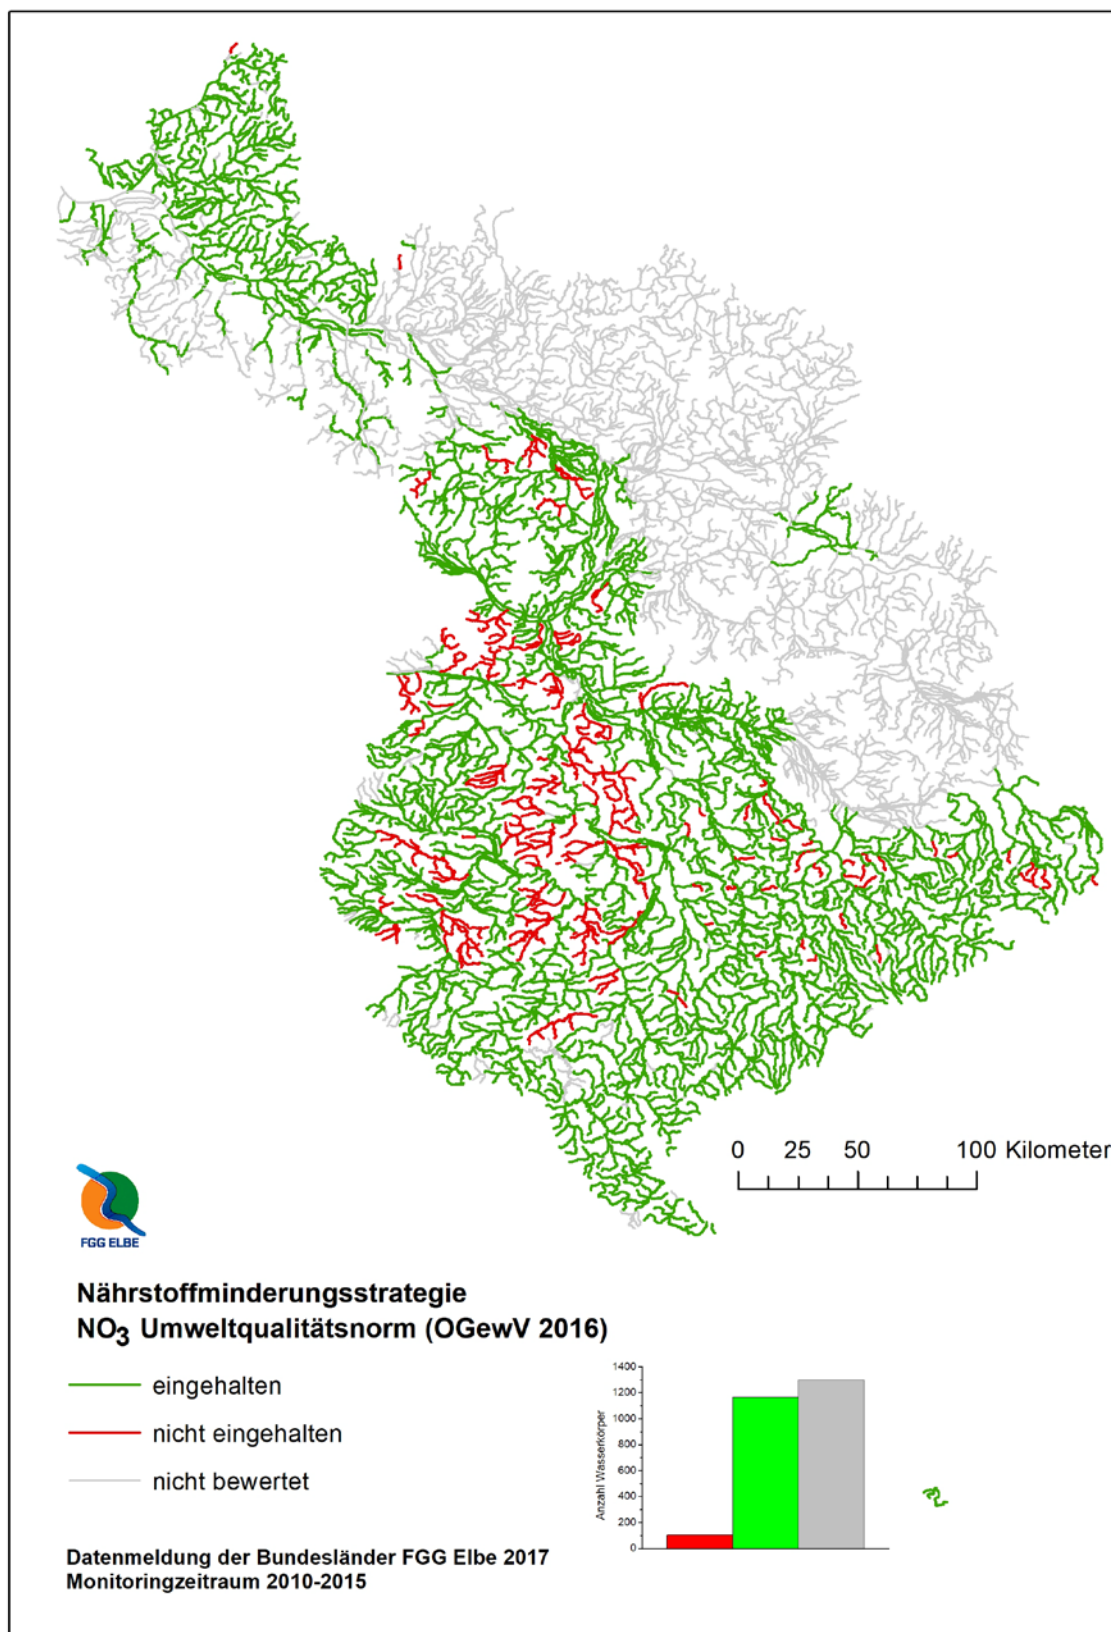 0 25 50 100 Kilometer
FGG ELBE
Nährstoffminderungsstrategie
NO3 Umweltqualitätsnorm (OGewV 2016)
eingehalten
nicht eingehalten
nicht bewertet
Anzahl Wasserkörper
1400
1200
1000
800
600
400
200
0
Datenmeldung der Bundesländer FGG Elbe 2017
Monitoringzeitraum 2010-2015